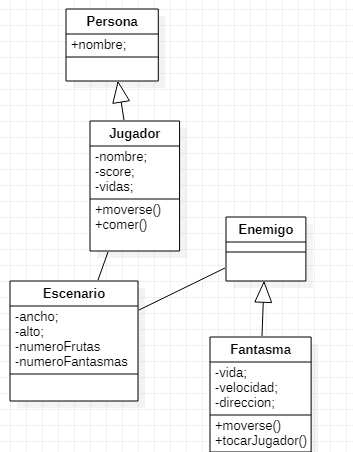 Persona
+nombre;
Jugador
-nombre;
-score;
-vidas;
+moverse()
+comer()
Enemigo
Escenario
-ancho;
-alto;
-numeroFrutas
-numeroFantasmas
Fantasma
-vida;
-velocidad;
-direccion;
+moverse()
+tocarJugador()